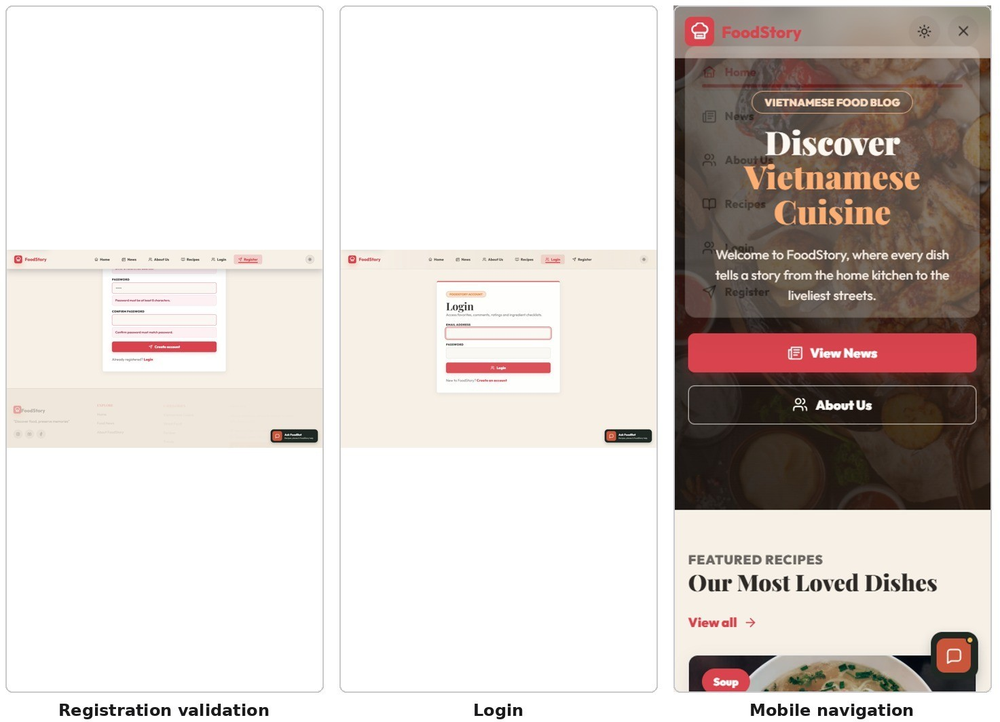 FoodStory
Home
News
About Us
Recipes
Login
Register
PASSWORD
Password must be at least 8 characters.
CONFIRM PASSWORD
Confirm password must match password.
Create account
Already registered? Login
FoodStory
"Discover food, preserve memories"
Home
About FoodStory
Ask FoodBot
Registration validation
FoodStory
Home
News
About Us
Recipes
Login
Register
FOODSTORY ACCOUNT
Login
Access favorites, comments, ratings and ingredient checklists.
EMAIL ADDRESS
PASSWORD
Login
New to FoodStory? Create an account
Ask FoodBot
Login
FoodStory
Home
VIETNAMESE FOOD BLOG
News
Discover
About Us
Vietnamese
Recipes
Cuisine
Login
Welcome to FoodStory, where every dish
tells a story from the home kitchen to the
Register
liveliest streets.
View News
About Us
FEATURED RECIPES
Our Most Loved Dishes
View all
Soup
Mobile navigation